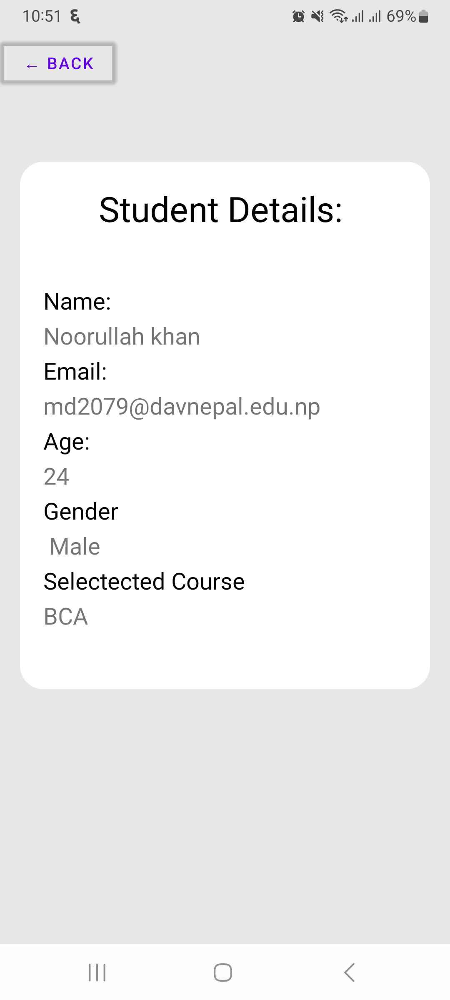 10:51 ६ 69%
← BACK
Student Details:
Name:
Noorullah khan
Email:
md2079@davnepal.edu.np
Age:
24
Gender
Male
Selectected Course
BCA